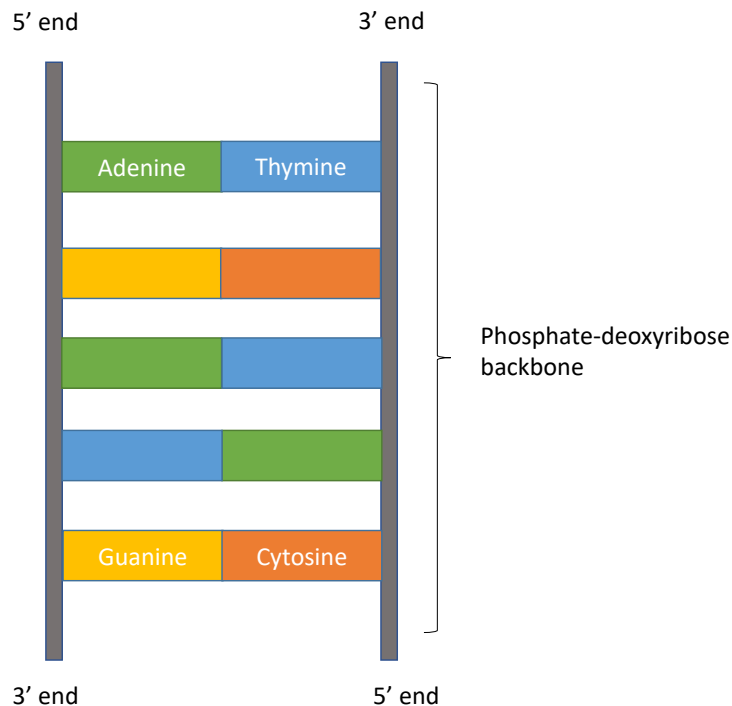 5’ end
3’ end
Adenine
Thymine
Phosphate-deoxyribose
backbone
Guanine
Cytosine
3’ end
5’ end